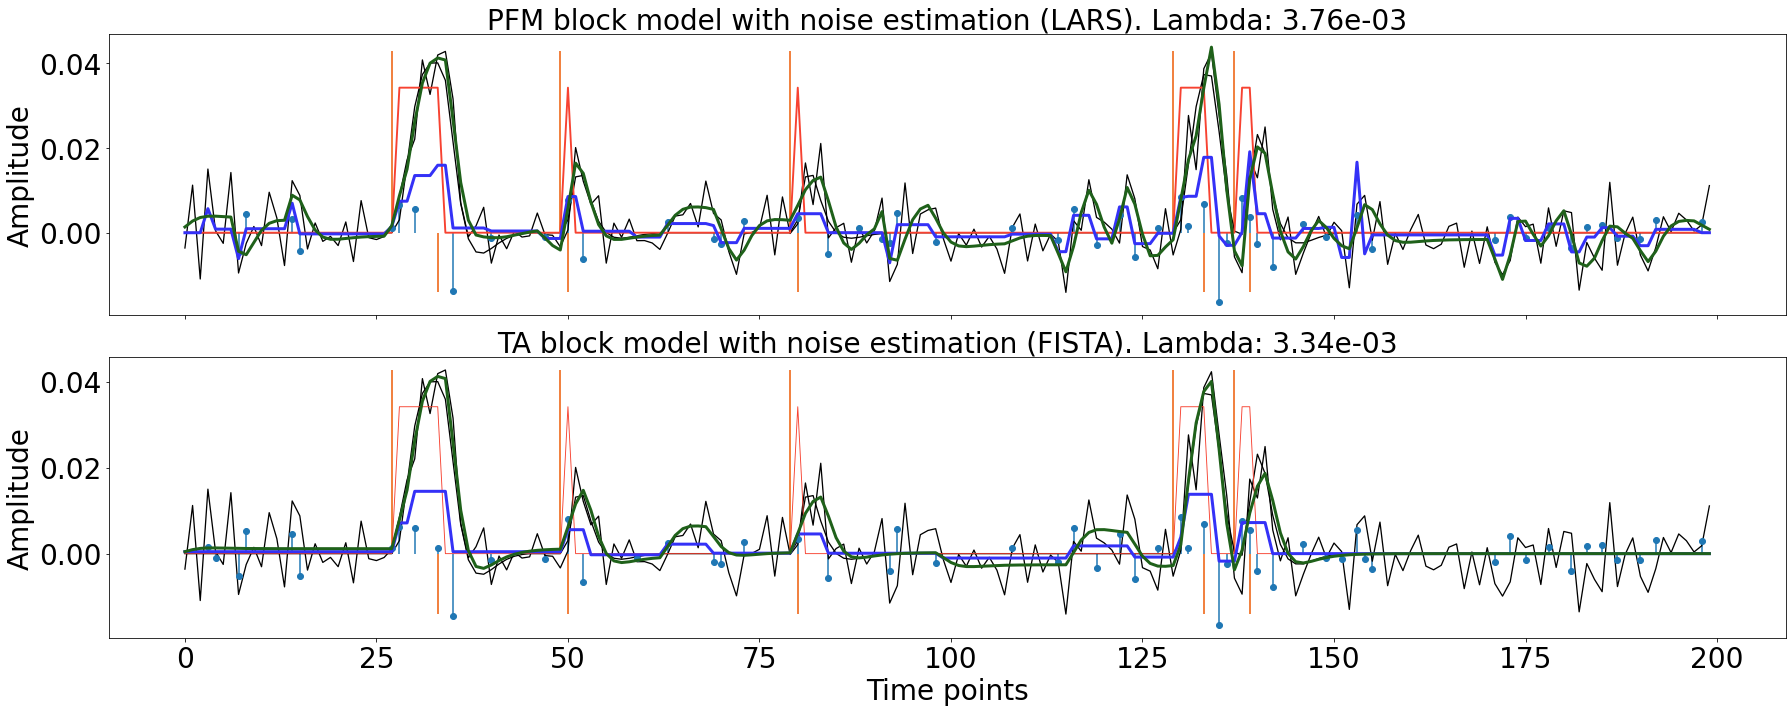 PFM block model with noise estimation (LARS). Lambda: 3.76e-03
0.04
0.02
0.00
Amplitude
TA block model with noise estimation (FISTA). Lambda: 3.34e-03
0.04
0.02
0.00
Amplitude
0 25 50 75 100 125 150 175 200
Time points